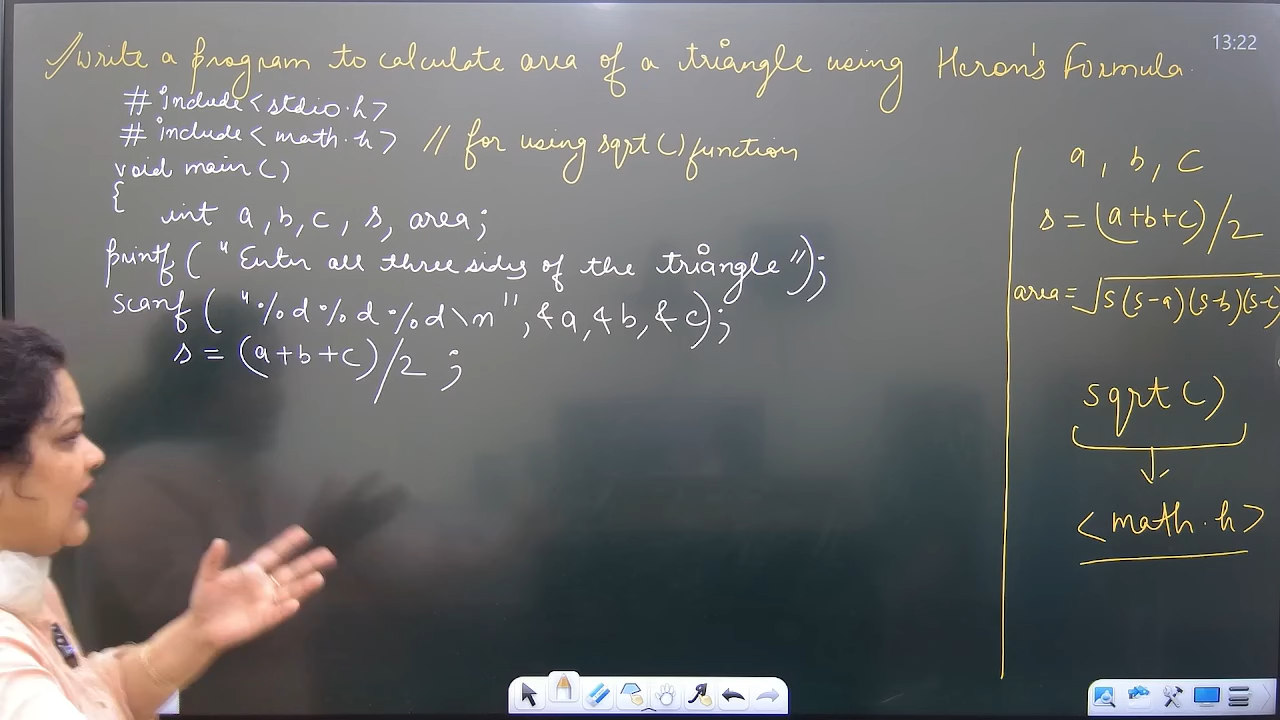 13:22
Write a program to calculate area of a triangle using Heron's Formula.
# include < stdio.h >
# include < math.h > // for using sqrt() function
void main()
{
int a, b, c, s, area;
printf ( "Enter all three sides of the triangle");
scanf ( "%d %d %d\n", &a, &b, &c);
s = (a+b+c)/2 ;
a, b, c
s = (a+b+c)/2
area = √s(s-a)(s-b)(s-c
sqrt()
<math.h>